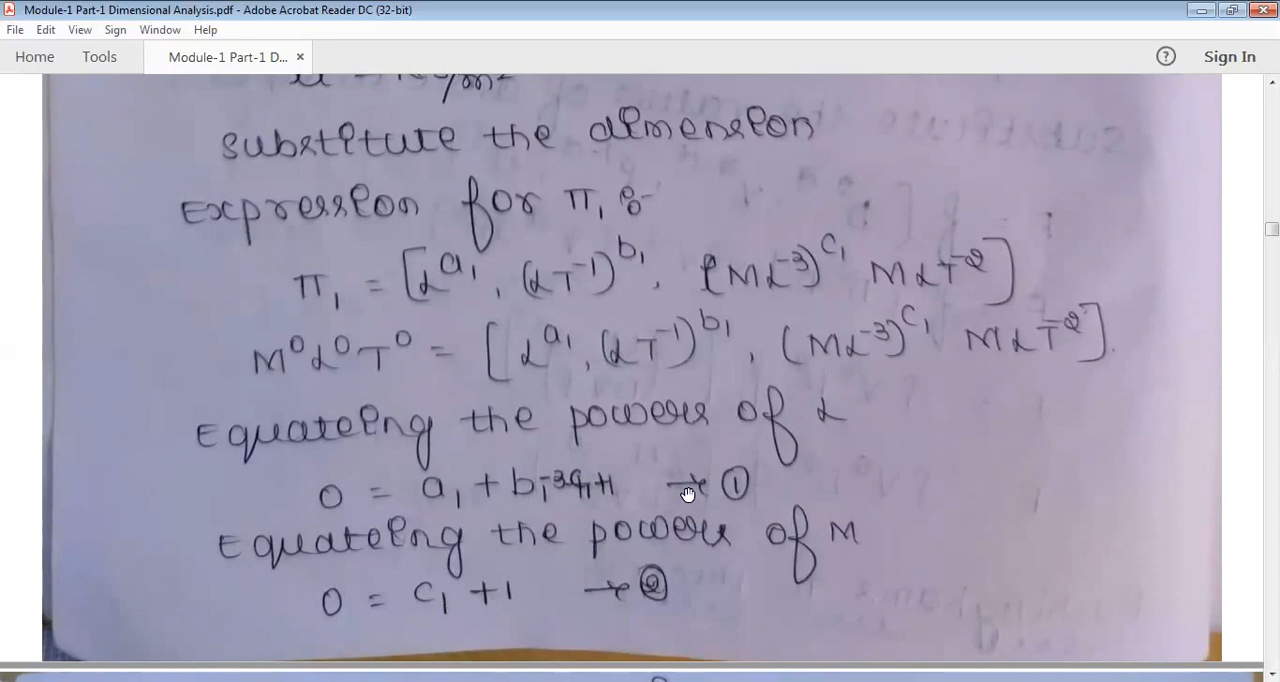 Module-1 Part-1 Dimensional Analysis.pdf - Adobe Acrobat Reader DC (32-bit)
File Edit View Sign Window Help
Home Tools Module-1 Part-1 D... × Sign In
substitute the dimension
Expression for π₁ :-
π₁ = [L^a₁, (LT⁻¹)^b₁, (ML⁻³)^c₁ MLT⁻²]
M⁰L⁰T⁰ = [L^a₁, (LT⁻¹)^b₁, (ML⁻³)^c₁ MLT⁻²].
Equateing the powers of L
0 = a₁ + b₁-3c₁+1 → ①
Equateing the powers of M
0 = c₁ +1 → ②